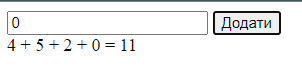 0 Додати
4 + 5 + 2 + 0 = 11